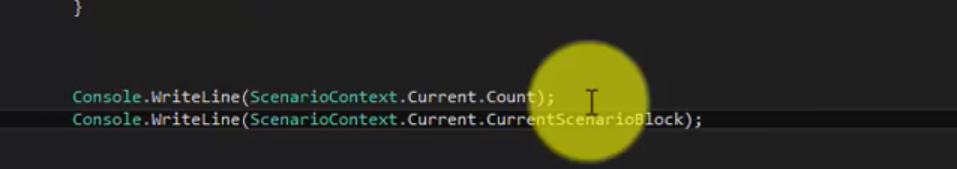 }
Console.WriteLine(ScenarioContext.Current.Count);
Console.WriteLine(ScenarioContext.Current.CurrentScenarioBlock);